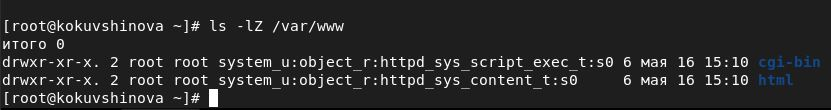 [root@kokuvshinova ~]# ls -lZ /var/www
итого 0
drwxr-xr-x. 2 root root system_u:object_r:httpd_sys_script_exec_t:s0 6 мая 16 15:10 cgi-bin
drwxr-xr-x. 2 root root system_u:object_r:httpd_sys_content_t:s0     6 мая 16 15:10 html
[root@kokuvshinova ~]#